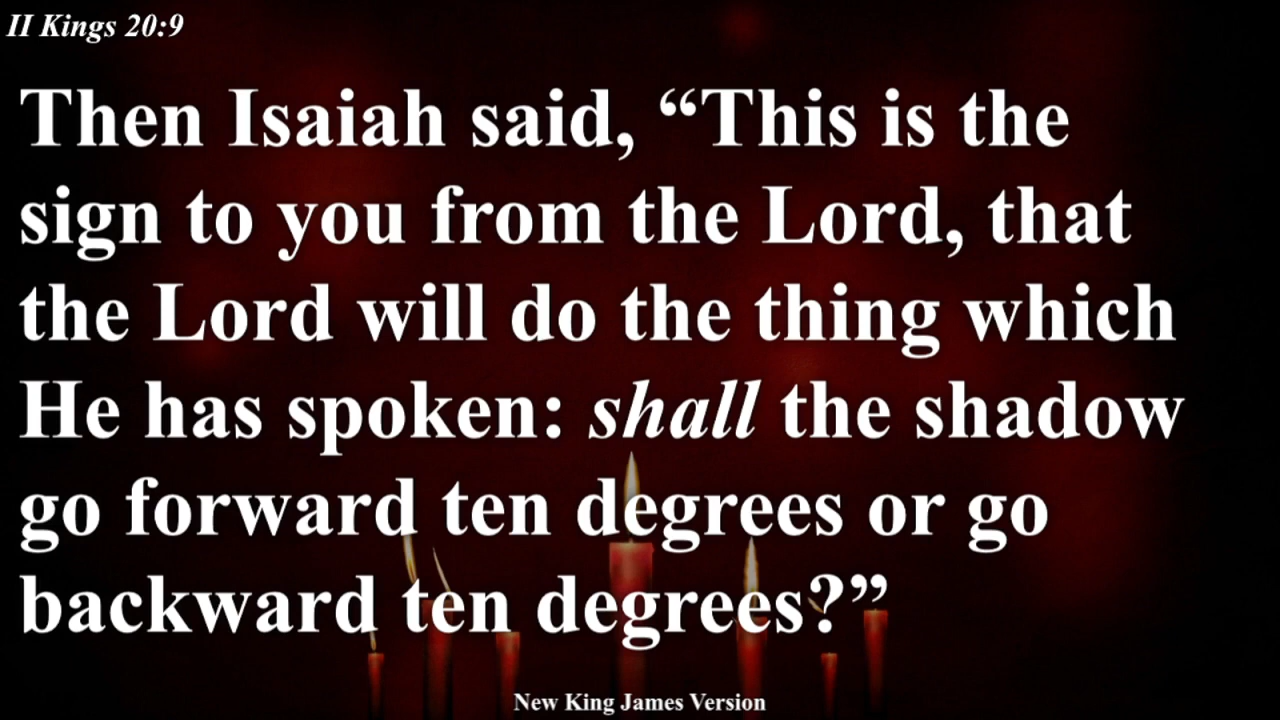 II Kings 20:9
Then Isaiah said, “This is the
sign to you from the Lord, that
the Lord will do the thing which
He has spoken: shall the shadow
go forward ten degrees or go
backward ten degrees?”
New King James Version